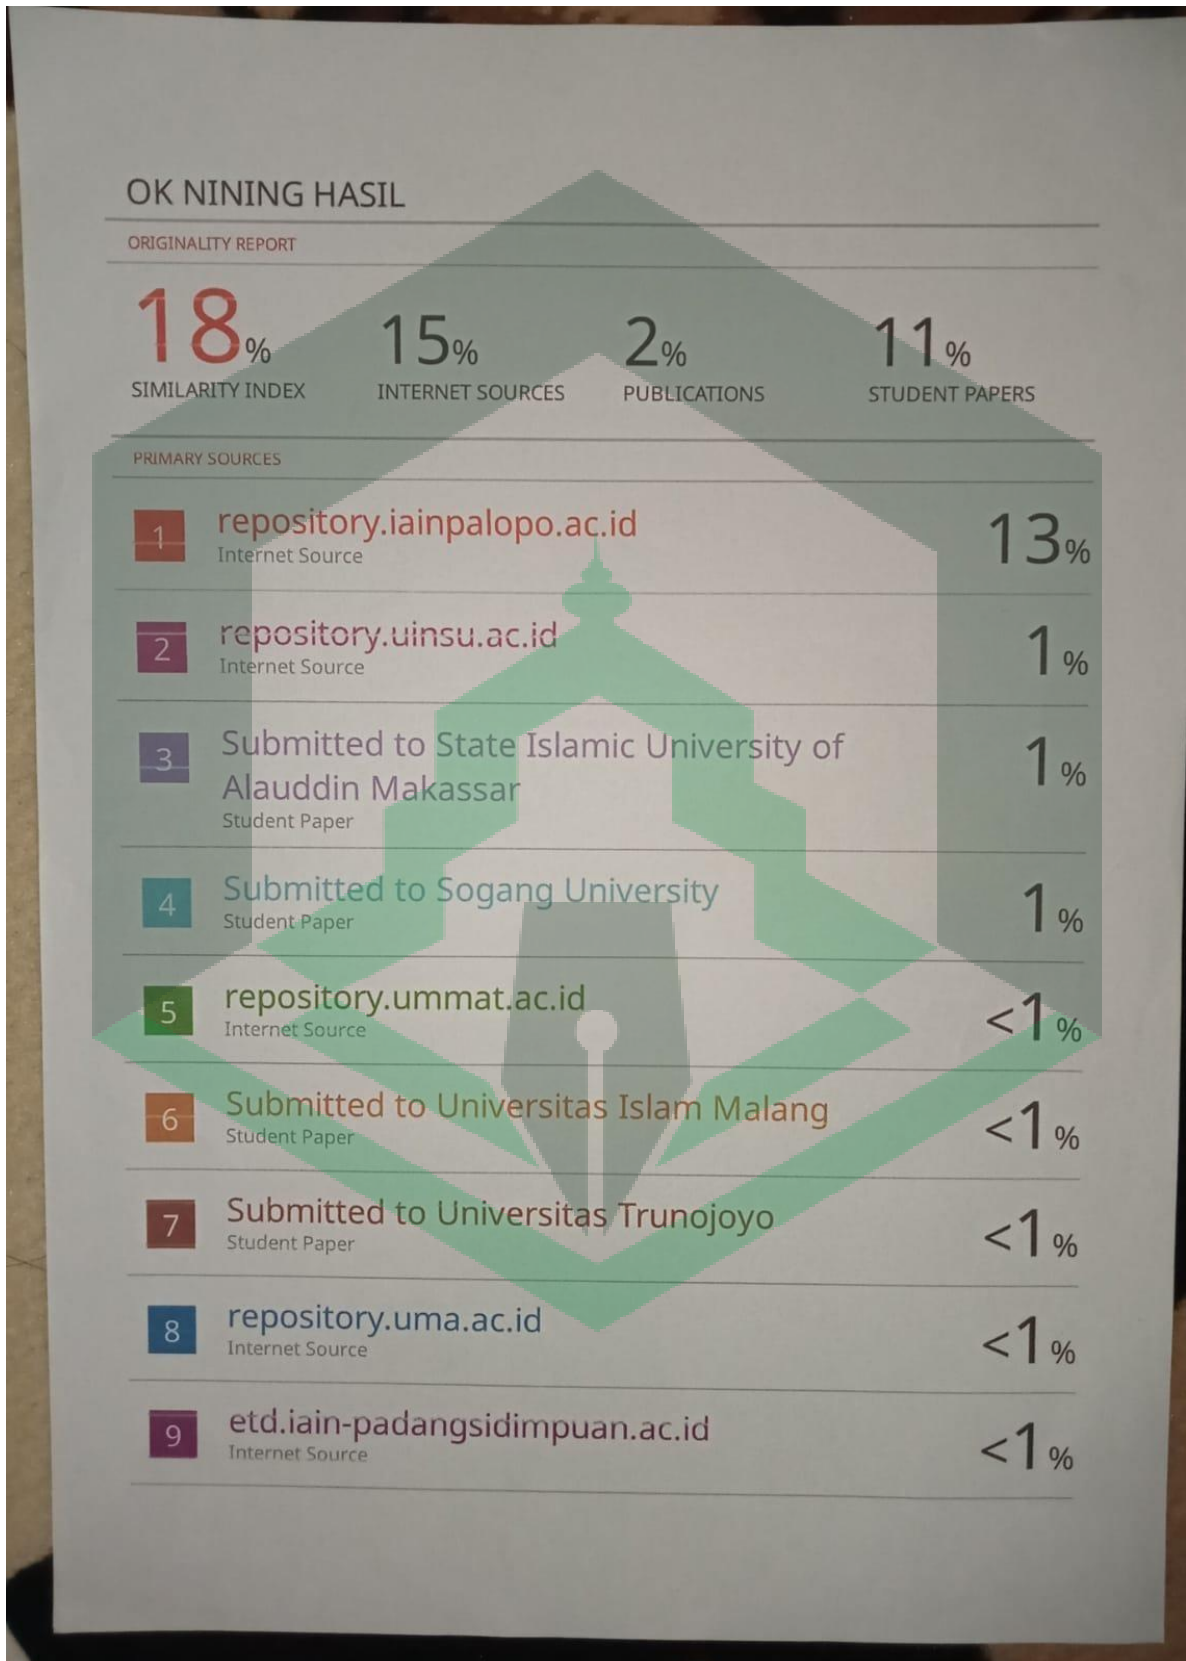 OK NINING HASIL
ORIGINALITY REPORT
18% 15% 2% 11%
SIMILARITY INDEX INTERNET SOURCES PUBLICATIONS STUDENT PAPERS
PRIMARY SOURCES
1 repository.iainpalopo.ac.id 13%
Internet Source
2 repository.uinsu.ac.id 1%
Internet Source
3 Submitted to State Islamic University of 1%
Alauddin Makassar
Student Paper
4 Submitted to Sogang University 1%
Student Paper
5 repository.ummat.ac.id <1%
Internet Source
6 Submitted to Universitas Islam Malang <1%
Student Paper
7 Submitted to Universitas Trunojoyo <1%
Student Paper
8 repository.uma.ac.id <1%
Internet Source
9 etd.iain-padangsidimpuan.ac.id <1%
Internet Source